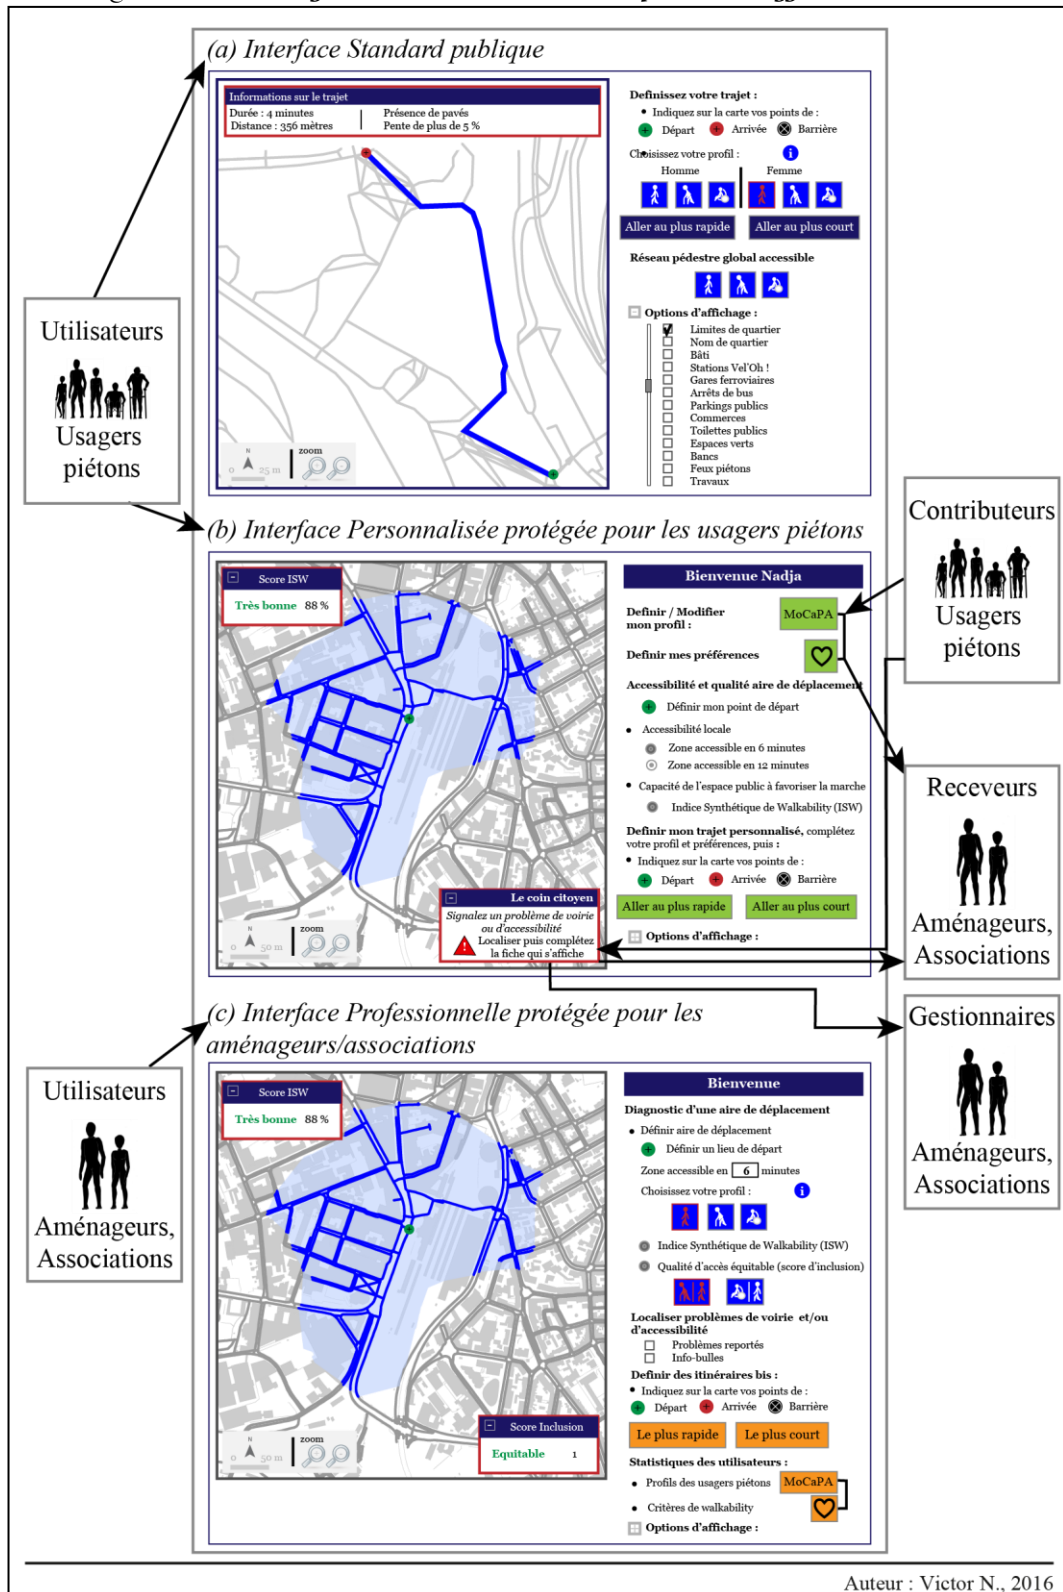 (a) Interface Standard publique
Informations sur le trajet
Durée : 4 minutes
Distance : 356 mètres
Présence de pavés
Pente de plus de 5 %
N
0 25 m
zoom
Definissez votre trajet :
• Indiquez sur la carte vos points de :
Départ Arrivée Barrière
Choisissez votre profil : i
Homme Femme
Aller au plus rapide Aller au plus court
Réseau pédestre global accessible
Options d'affichage :
Limites de quartier
Nom de quartier
Bâti
Stations Vel'Oh !
Gares ferroviaires
Arrêts de bus
Parkings publics
Commerces
Toilettes publics
Espaces verts
Bancs
Feux piétons
Travaux
Utilisateurs
Usagers
piétons
(b) Interface Personnalisée protégée pour les usagers piétons
Score ISW
Très bonne 88 %
N
0 50 m
zoom
Le coin citoyen
Signalez un problème de voirie
ou d'accessibilité
Localiser puis complétez
la fiche qui s'affiche
Bienvenue Nadja
Definir / Modifier
mon profil :
MoCaPA
Definir mes préférences
Accessibilité et qualité aire de déplacement
Définir mon point de départ
• Accessibilité locale
Zone accessible en 6 minutes
Zone accessible en 12 minutes
• Capacité de l'espace public à favoriser la marche
Indice Synthétique de Walkability (ISW)
Definir mon trajet personnalisé, complétez
votre profil et préférences, puis :
• Indiquez sur la carte vos points de :
Départ Arrivée Barrière
Aller au plus rapide Aller au plus court
Options d'affichage :
Contributeurs
Usagers
piétons
Receveurs
Aménageurs,
Associations
Gestionnaires
Aménageurs,
Associations
(c) Interface Professionnelle protégée pour les
aménageurs/associations
Utilisateurs
Aménageurs,
Associations
Score ISW
Très bonne 88 %
N
0 50 m
zoom
Score Inclusion
Equitable 1
Bienvenue
Diagnostic d'une aire de déplacement
• Définir aire de déplacement
Définir un lieu de départ
Zone accessible en 6 minutes
Choisissez votre profil : i
Indice Synthétique de Walkability (ISW)
Qualité d'accès équitable (score d'inclusion)
Localiser problèmes de voirie et/ou
d'accessibilité
Problèmes reportés
Info-bulles
Definir des itinéraires bis :
• Indiquez sur la carte vos points de :
Départ Arrivée Barrière
Le plus rapide Le plus court
Statistiques des utilisateurs :
• Profils des usagers piétons MoCaPA
• Critères de walkability
Options d'affichage :
Auteur : Victor N., 2016